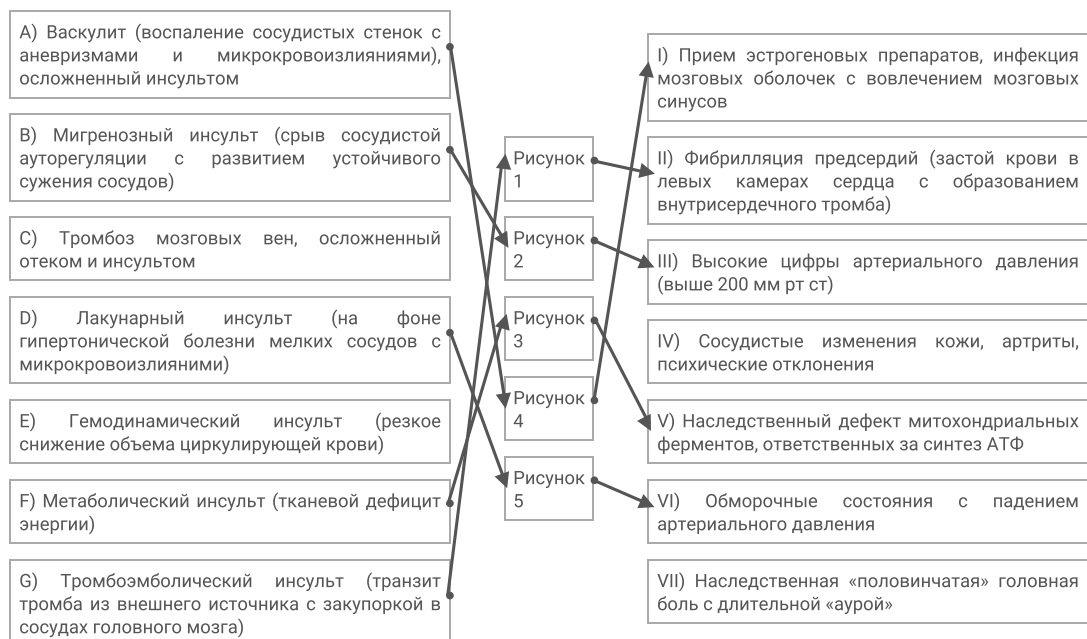 А) Васкулит (воспаление сосудистых стенок с
аневризмами и микрокровоизлияниями),
осложненный инсультом
B) Мигренозный инсульт (срыв сосудистой
ауторегуляции с развитием устойчивого
сужения сосудов)
C) Тромбоз мозговых вен, осложненный
отеком и инсультом
D) Лакунарный инсульт (на фоне
гипертонической болезни мелких сосудов с
микрокровоизлияними)
E) Гемодинамический инсульт (резкое
снижение объема циркулирующей крови)
F) Метаболический инсульт (тканевой дефицит
энергии)
G) Тромбоэмболический инсульт (транзит
тромба из внешнего источника с закупоркой в
сосудах головного мозга)
Рисунок
1
Рисунок
2
Рисунок
3
Рисунок
4
Рисунок
5
I) Прием эстрогеновых препаратов, инфекция
мозговых оболочек с вовлечением мозговых
синусов
II) Фибрилляция предсердий (застой крови в
левых камерах сердца с образованием
внутрисердечного тромба)
III) Высокие цифры артериального давления
(выше 200 мм рт ст)
IV) Сосудистые изменения кожи, артриты,
психические отклонения
V) Наследственный дефект митохондриальных
ферментов, ответственных за синтез АТФ
VI) Обморочные состояния с падением
артериального давления
VII) Наследственная «половинчатая» головная
боль с длительной «аурой»